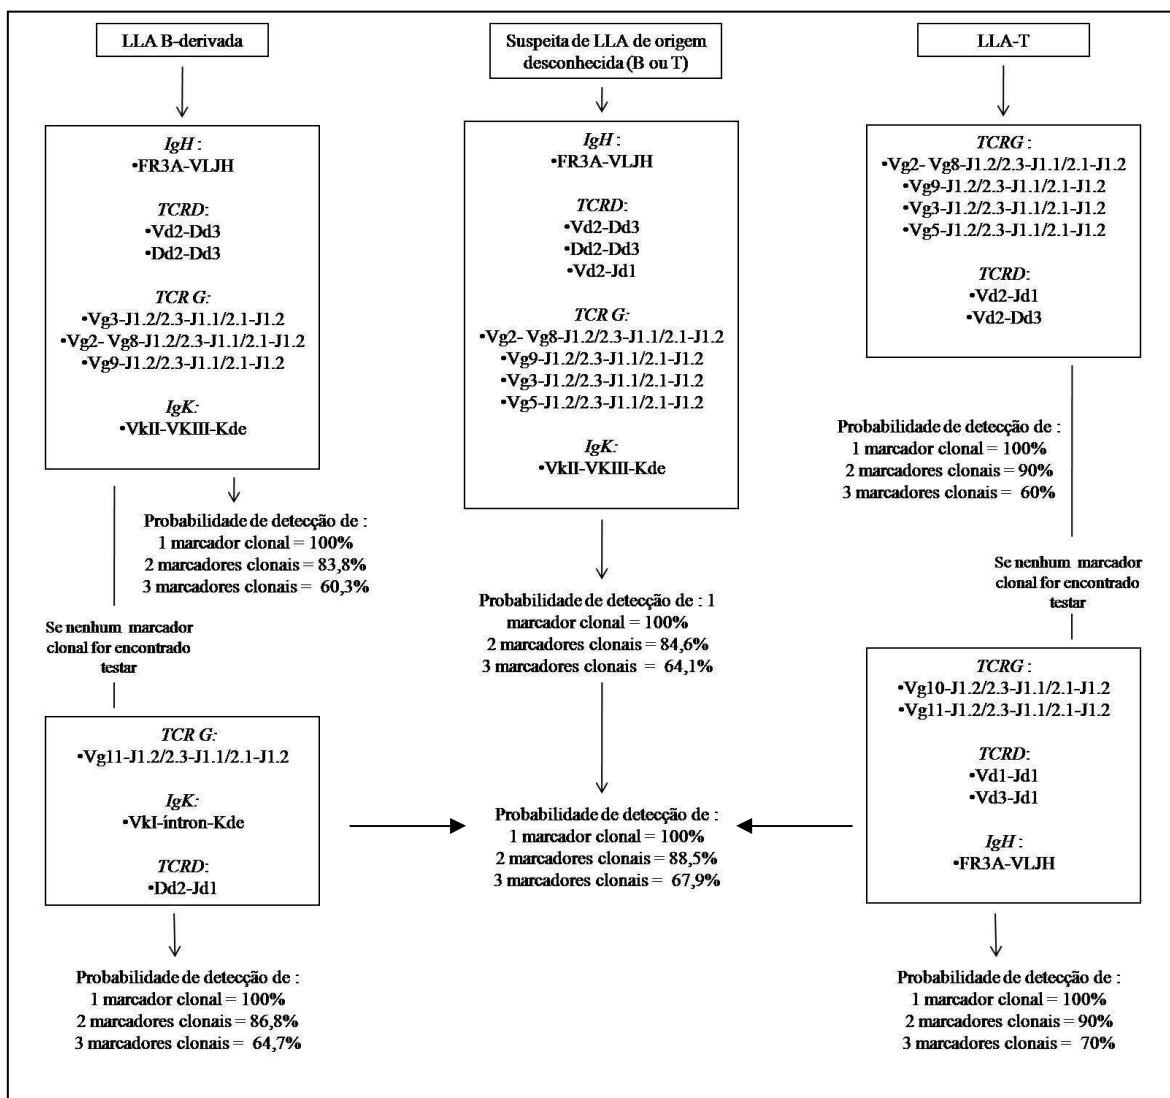 LLA B-derivada
IgH :
•FR3A-VLJH
TCRD:
•Vd2-Dd3
•Dd2-Dd3
TCR G:
•Vg3-J1.2/2.3-J1.1/2.1-J1.2
•Vg2- Vg8-J1.2/2.3-J1.1/2.1-J1.2
•Vg9-J1.2/2.3-J1.1/2.1-J1.2
IgK:
•VkII-VKIII-Kde
Probabilidade de detecção de :
1 marcador clonal = 100%
2 marcadores clonais = 83,8%
3 marcadores clonais = 60,3%
Se nenhum marcador
clonal for encontrado
testar
TCR G:
•Vg11-J1.2/2.3-J1.1/2.1-J1.2
IgK:
•VkI-íntron-Kde
TCRD:
•Dd2-Jd1
Probabilidade de detecção de :
1 marcador clonal = 100%
2 marcadores clonais = 86,8%
3 marcadores clonais = 64,7%
Suspeita de LLA de origem
desconhecida (B ou T)
IgH :
•FR3A-VLJH
TCRD:
•Vd2-Dd3
•Dd2-Dd3
•Vd2-Jd1
TCR G:
•Vg2- Vg8-J1.2/2.3-J1.1/2.1-J1.2
•Vg9-J1.2/2.3-J1.1/2.1-J1.2
•Vg3-J1.2/2.3-J1.1/2.1-J1.2
•Vg5-J1.2/2.3-J1.1/2.1-J1.2
IgK:
•VkII-VKIII-Kde
Probabilidade de detecção de : 1
marcador clonal = 100%
2 marcadores clonais = 84,6%
3 marcadores clonais = 64,1%
Probabilidade de detecção de :
1 marcador clonal = 100%
2 marcadores clonais = 88,5%
3 marcadores clonais = 67,9%
LLA-T
TCRG :
•Vg2- Vg8-J1.2/2.3-J1.1/2.1-J1.2
•Vg9-J1.2/2.3-J1.1/2.1-J1.2
•Vg3-J1.2/2.3-J1.1/2.1-J1.2
•Vg5-J1.2/2.3-J1.1/2.1-J1.2
TCRD:
•Vd2-Jd1
•Vd2-Dd3
Probabilidade de detecção de :
1 marcador clonal = 100%
2 marcadores clonais = 90%
3 marcadores clonais = 60%
Se nenhum marcador
clonal for encontrado
testar
TCRG :
•Vg10-J1.2/2.3-J1.1/2.1-J1.2
•Vg11-J1.2/2.3-J1.1/2.1-J1.2
TCRD:
•Vd1-Jd1
•Vd3-Jd1
IgH :
•FR3A-VLJH
Probabilidade de detecção de :
1 marcador clonal = 100%
2 marcadores clonais = 90%
3 marcadores clonais = 70%